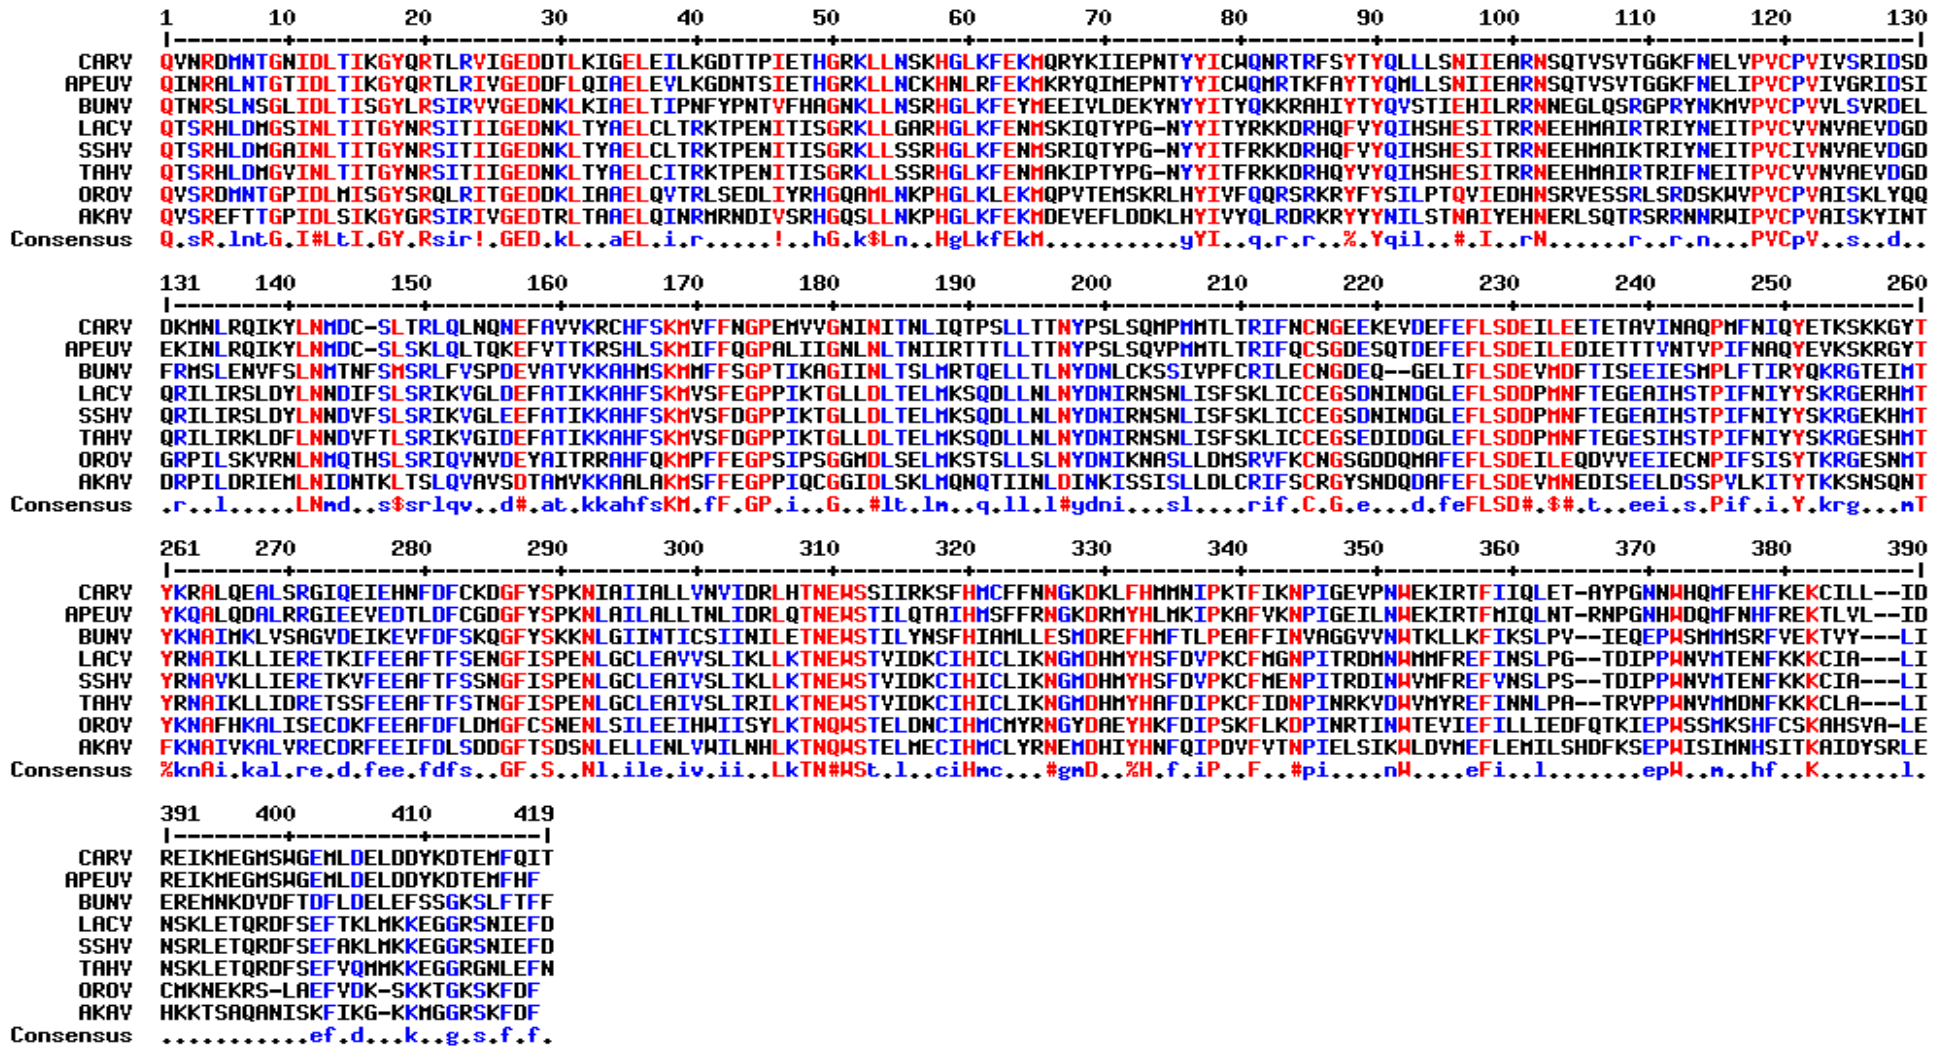 1 10 20 30 40 50 60 70 80 90 100 110 120 130
|--------+---------+---------+---------+---------+---------+---------+---------+---------+---------+---------+---------+---------|
CARV QVNRDMNTGNIDLTIKGYQRTLRVIGEDDTLKIGELEILKGDTTPIETHGRKLLNSKHGLKFEKMQRYKIIEPNTYYICWQNRTRFSYTYQLLLSNIIEARNSQTVSVTGGKFNELVPVCPVIVSRIDSD
APEUV QINRALNTGTIDLTIKGYQRTLRIVGEDDFLQIAELEVLKGDNTSIETHGRKLLNCKHNLRFEKMKRYQIMEPNTYYICWQMRTKFAYTYQMLLSNIIEARNSQTVSVTGGKFNELIPVCPVIVGRIDSI
BUNV QTNRSLNSGLIDLTISGYLRSIRVVGEDNKLKIAELTIPNFYPNTVFHAGNKLLGRHGLKFEYMEEIVLDEKYNYYITYQKKRAHIYTYQVSTIEHILRRNNEGLQSRGPRYNKMVPVCPVVLSVRDEL
LACV QTSRHLDMGSINLTITGYNRSITIIGEDNKLTYAELCLTRKTPENITISGRKLLGARHGLKFENMSKIQTYPG-NYYITYRKKDRHQFVYYQIHSHESITRRNEEHMAIRTRIYNEITPVCVVNVAEVDGD
SSHV QTSRHLDMGAINLTITGYNRSITIIGEDNKLTYAELCLTRKTPENITISGRKLLSSRHGLKFENMSRIQTYPG-NYYITFRKKDRHQFVYYQIHSHESITRRNEEHMAIKTRIYNEITPVCIVNVAEVDGD
TAHV QTSRHLDMGVINLTITGYNRSITIIGEDNKLTYAELCITRKTPENITISGRKLLSSRHGLKFENMAKIPTYPG-NYYITFRKKDRHQYVYYQIHSHESITRRNEEHMAIRTRIFNEITPVCVVNVAEVDGD
OROV QVSRDMNTGPIDLMISGYSRQLRITGEDDKLIAAELQVTRLSEDLIYRHGQAMLNKPHGLKLEKMQPVTEMSKRLHYIVFQQRSRKRYFYSILPTQVIEDHNSRVESSRLSRDSKWVPVCPVAISKLYQQ
AKAV QVSREFTTGPIDLSIKGYGRSIRIVGEDTRLTAAELQINRMRNDIVSRHGQSLLNKPHGLKFEKMDEVEFLDDKLHYIVYQLRDRKRYYYNILSTNAIYEHNERLSQTRSRRNNRWIPVCPVAISKYINT
Consensus Q.sR.lntG.I#LtI.GY.Rsir!.GED.kL..aEL.i.r.....!..hG.k$Ln..HgLkfEkM..........yYI..q.r.r..%.Yqil..#.I..rN......r..r.n...PVCpV..s..d..
131 140 150 160 170 180 190 200 210 220 230 240 250 260
|--------+---------+---------+---------+---------+---------+---------+---------+---------+---------+---------+---------+---------|
CARV DKMNLRQIKYLNMDC-SLTRLQLNQNEFAVVKRCHFSKMVFFNGPEMVVGNINITNLIQTPSLLTTNYPSLSQMPMMTLTRIFNCNGEEKEVDEFEFLSDEILEETETAVINAQPMFNIQYETKSKKGYT
APEUV EKINLRQIKYLNMDC-SLSKLQLTQKEFVTTKRSHLSKMIFFQGPALIIGNLNLTNIIRTTTLLTTNYPSLSQVPMMTLTRIFQCSGDESQTDEFEFLSDEILEDIETTTVNTVPIFNAQYEVKSKRGYT
BUNV FRMSLENVFSLNMTNFSMSRLFVSPDEVATVKKAHMSKMMFFSGPTIKAGIINLTSLMRTQELLTLNYDNLCKSSIVPFCRILECNGDEQ--GELIFLSDEVMDFTISEEIESMPLFTIRYQKRGTEIMT
LACV QRILIRSLDYLNNDIFSLSRIKVGLDEFATIKKAHFSKMVSFEGPPIKTGLLDLTELMKSQDLLNLNYDNIRNSNLISFSKLICCEGSDNINDGLEFLSDDPMNFTEGEAIHSTPIFNIYYSKRGERHMT
SSHV QRILIRSLDYLNNDVFSLSRIKVGLEEFATIKKAHFSKMVSFDGPPIKTGLLDLTELMKSQDLLNLNYDNIRNSNLISFSKLICCEGSDNINDGLEFLSDDPMNFTEGEAIHSTPIFNIYYSKRGEKHMT
TAHV QRILIRKLDFLNNDVFTLSRIKVGIDEFATIKKAHFSKMVSFDGPPIKTGLLDLTELMKSQDLLNLNYDNIRNSNLISFSKLICCEGSEDIDDGLEFLSDDPMNFTEGESIHSTPIFNIYYSKRGESHMT
OROV GRPILSKVRNLNMQTHSLSRIQVNVDEYAITRRAHFQKMPFFEGPSIPSGGMDLSELMKSTSLLSLNYDNIKNASLLDMSRVFKCNGSGDDQMAFEFLSDEILEQDVVEEIECNPIFSISYTKRGESNMT
AKAV DRPILDRIEMLNIDNTKLTSLQVAVSDTAMVKKAALAKMSFFEGPPIQCGGIDLSKLMQNQTIINLDINKISSISLLDLCRIFSCRGYSNDQDAFEFLSDEVMNEDISEELDSSPVLKITYTKKSNSQNT
Consensus .r..l.....LNmd..s$srlqv..d#.at.kkahfsKM.fF.GP.i..G..#lt.lm..q.ll.l#ydni...sl....rif.C.G.e...d.feFLSD#.$#.t..eei.s.Pif.i.Y.krg...mT
261 270 280 290 300 310 320 330 340 350 360 370 380 390
|--------+---------+---------+---------+---------+---------+---------+---------+---------+---------+---------+---------+---------|
CARV YKRALQEALSRGIQEIEHNFDFCKDGFYSPKNIAIIALLVNVIDRLHTNEWSSIIRKSFHMCFFNNGKDKLFHMMNIPKTFIKNPIGEVPNWEKIRTFIIQLET-AYPGNNWHQMFEHFKEKCILL--ID
APEUV YKQALQDALRRGIEEVEDTLDFCGDGFYSPKNLAILALLTNLIDRLQTNEWSTILQTAIHMSFFRNNGKDRMYHLMKIPKAFVKNPIGEILNWEKIRTFMIQLNT-RNPGNHWDQMFNHFREKTLVL-ID
BUNV YKNAIMKLVSAGVDEIKEVFDFSKQGFYSKKNLGIINTICSIINILETNEWSTILYNSFHIAMLLESMDREFHMFTLPEAFFINVAGGVVNWTKLLKFIKSLPV--IEQEPWSMMMSRFVEKTVY---LI
LACV YRNAIKLLIERETKIFEEAFTFSENGFISPENLGCLEAVVSLIKLLKTNEWSTVIDKCIHICLIKNGMDHMYHSFDVPKCFMGNPITRDMNWMMFREFINSLPG--TDIPPWNVMTENFKKKCIA---LI
SSHV YRNAVKLLIERETKVFEEAFTFSSNGFISPENLGCLEAIVSLIKLLKTNEWSTVIDKCIHICLIKNGMDHMYHSFDVPKCFMENPITRDINWVMFREFVNSLPS--TDIPPWNVMTENFKKKCIA---LI
TAHV YRNAIKLLIDRETSSFEEAFTFSTNGFISPENLGCLEAIVSLIRILKTNEWSTVIDKCIHICLIKNGMDHMYHAFDIPKCFIDNPINRKVDWVMYREFINNLPA--TRVPPWNVMMDNFKKKCLA---LI
OROV YKNAFHKALISECDKFEEAFDFLDMGFCSNENLSILEEIHWIISYLKTNQWSTELDNCIHMCMYRNGYDAEYHKFDIPSKFLKDPINRTINWTEVIEFILLIEDFQTKIEPWSSMKSHFCSKAHSVA-LE
AKAV FKNAIVKALVRECDRFEEIFDLSDDGFTSDSNLELLENLVWILNHLKTNQWSTELMECIHMCLYRNEMDHIYHNFQIPDVFVTNPIELSIKWLDVMEFLEMILSHDFKSEPWISIMNHSITKAIDYSRLE
Consensus %knAi.kal.re.d.fee.fdfs..GF.S..Nl.ile.iv.ii..LkTN#WSt.l..ciHmc...#gmD..%H.f.iP..F..#pi....nW....eFi..l.......epW..m..hf..K......l.
391 400 410 419
|--------+---------+--------|
CARV REIKMEGMSWGEMLDELDDYKDTEMFQIT
APEUV REIKMEGMSWGEMLDELDDYKDTEMFHF
BUNV EREMNKDVDFTDFLDELEFSSGKSLFTFF
LACV NSKLETQRDFSEFTKLMKKEGGRSNIEFD
SSHV NSRLETQRDFSEFAKLMKKEGGRSNIEFD
TAHV NSKLETQRDFSEFVQMMKKEGGRGNLEFN
OROV CMKNEKRS-LAEFVDK-SKKTGKSKFDF
AKAV HKKTSAQANISKFIKG-KKMGGRSKFDF
Consensus ...........ef.d...k..g.s.f.f.